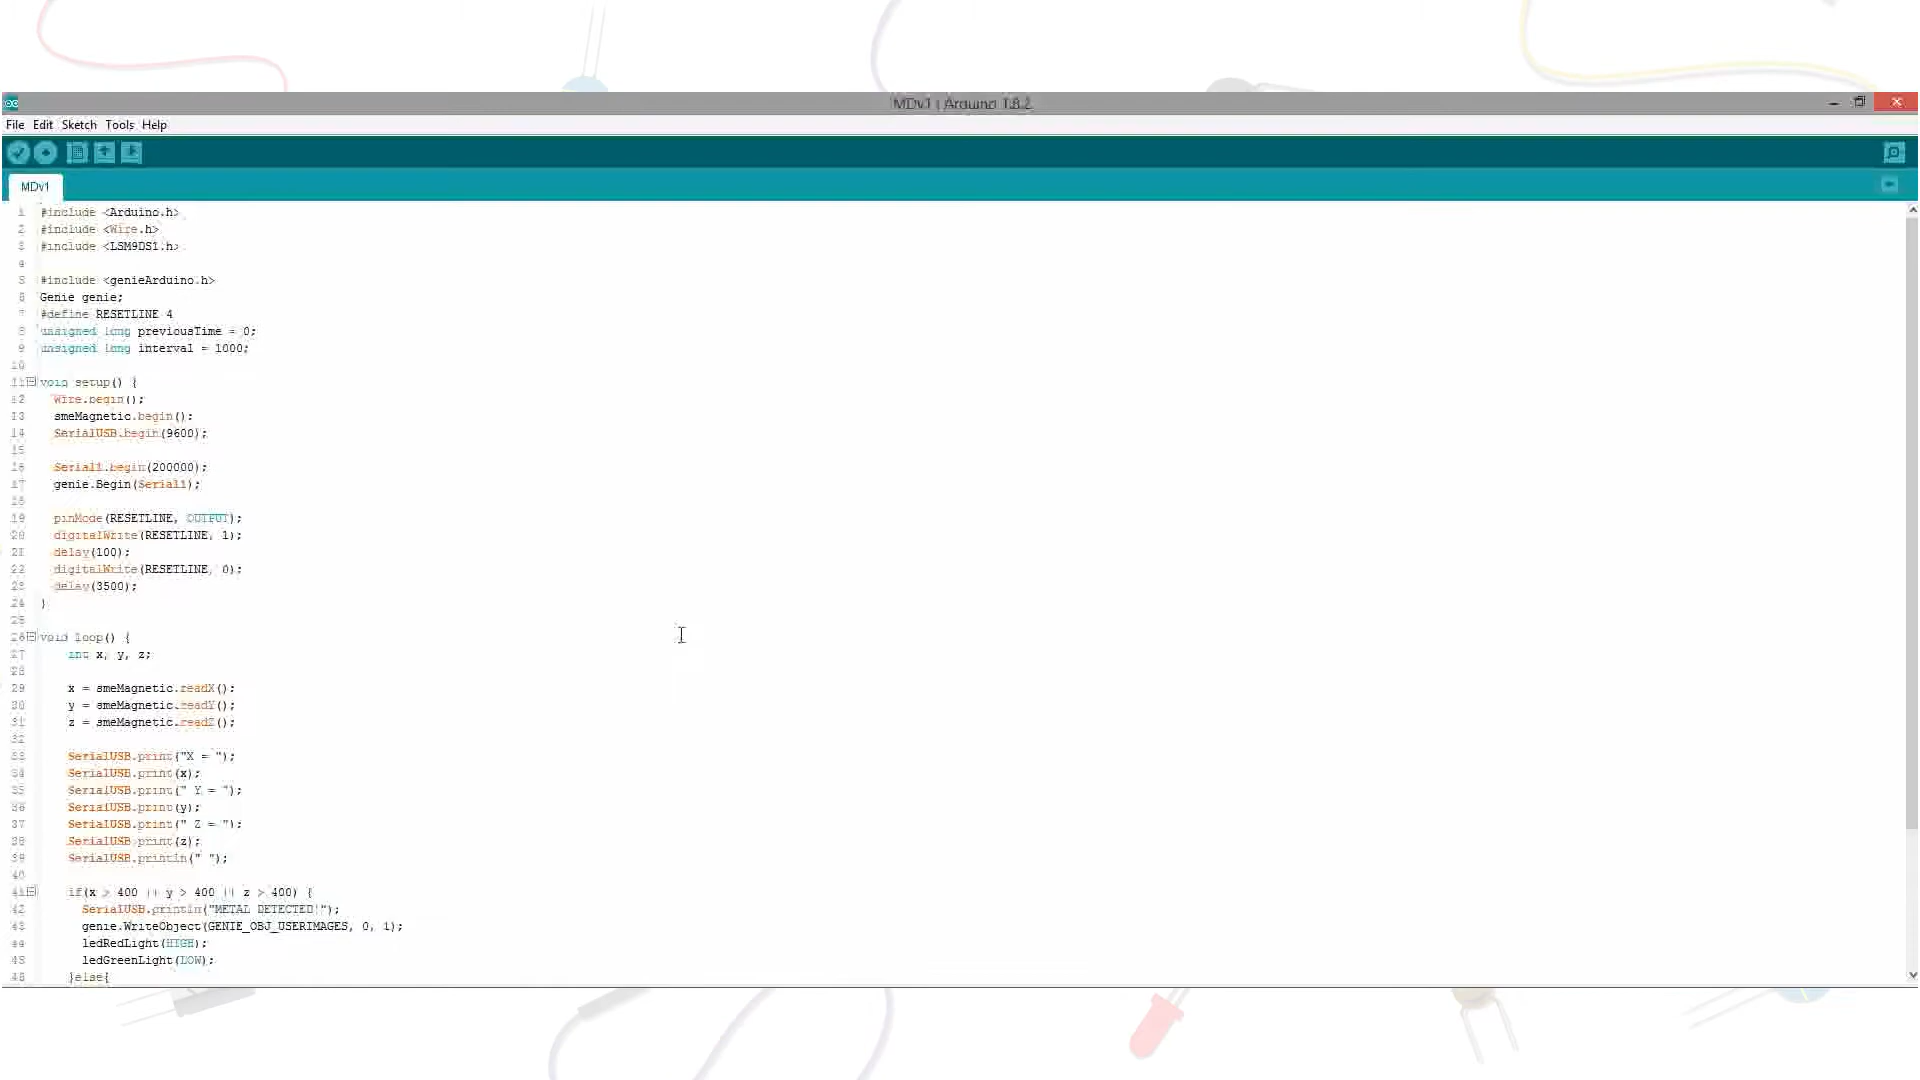 MDv1 | Arduino 1.8.2
File Edit Sketch Tools Help
MDv1
1 #include <Arduino.h>
2 #include <Wire.h>
3 #include <LSM9DS1.h>
4
5 #include <genieArduino.h>
6 Genie genie;
7 #define RESETLINE 4
8 unsigned long previousTime = 0;
9 unsigned long interval = 1000;
10
11 void setup() {
12 Wire.begin();
13 smeMagnetic.begin();
14 SerialUSB.begin(9600);
15
16 Serial1.begin(200000);
17 genie.Begin(Serial1);
18
19 pinMode(RESETLINE, OUTPUT);
20 digitalWrite(RESETLINE, 1);
21 delay(100);
22 digitalWrite(RESETLINE, 0);
23 delay(3500);
24 }
25
26 void loop() {
27 int x, y, z;
28
29 x = smeMagnetic.readX();
30 y = smeMagnetic.readY();
31 z = smeMagnetic.readZ();
32
33 SerialUSB.print("X = ");
34 SerialUSB.print(x);
35 SerialUSB.print(" Y = ");
36 SerialUSB.print(y);
37 SerialUSB.print(" Z = ");
38 SerialUSB.print(z);
39 SerialUSB.println(" ");
40
41 if(x > 400 || y > 400 || z > 400) {
42 SerialUSB.println("METAL DETECTED!");
43 genie.WriteObject(GENIE_OBJ_USERIMAGES, 0, 1);
44 ledRedLight(HIGH);
45 ledGreenLight(LOW);
46 }else{